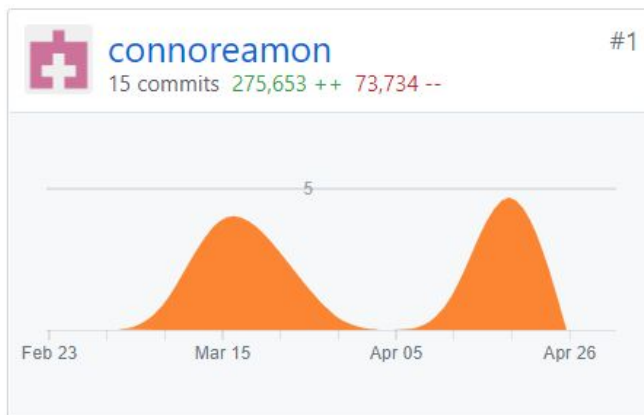 connoreamon #1
15 commits 275,653 ++ 73,734 --
5
Feb 23 Mar 15 Apr 05 Apr 26